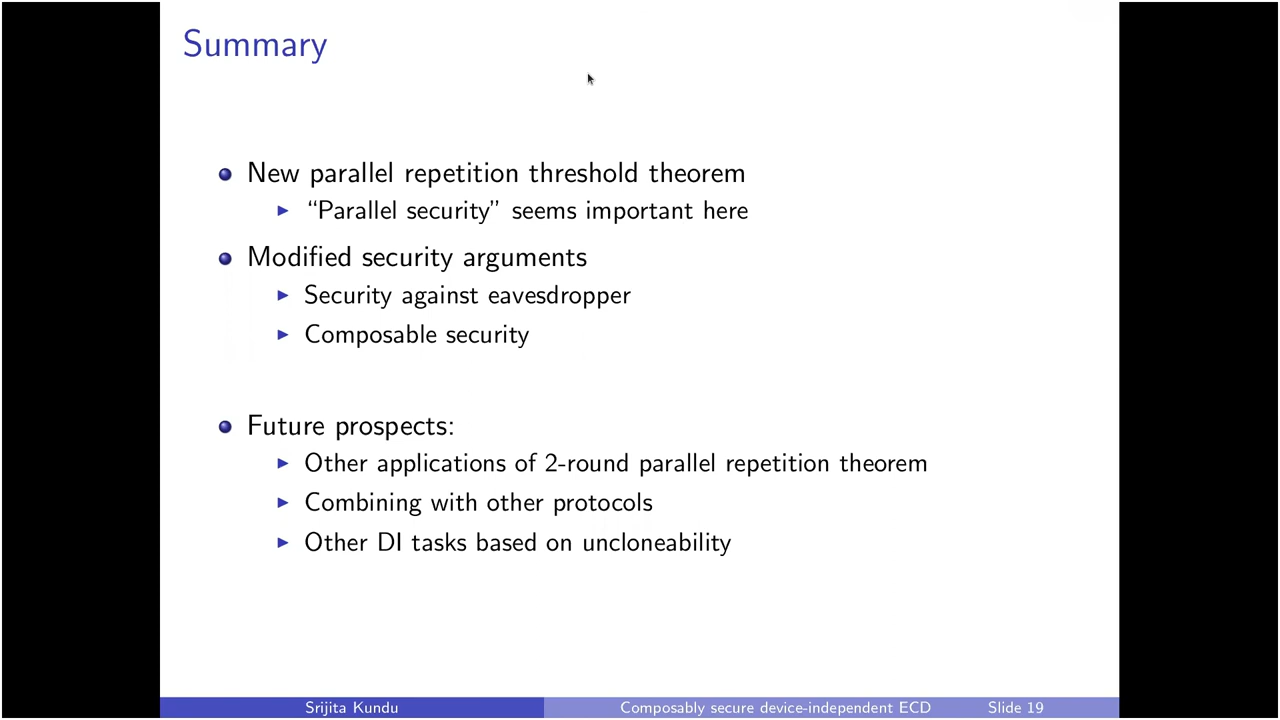 Summary
New parallel repetition threshold theorem
“Parallel security” seems important here
Modified security arguments
Security against eavesdropper
Composable security
Future prospects:
Other applications of 2-round parallel repetition theorem
Combining with other protocols
Other DI tasks based on uncloneability
Srijita Kundu Composably secure device-independent ECD Slide 19